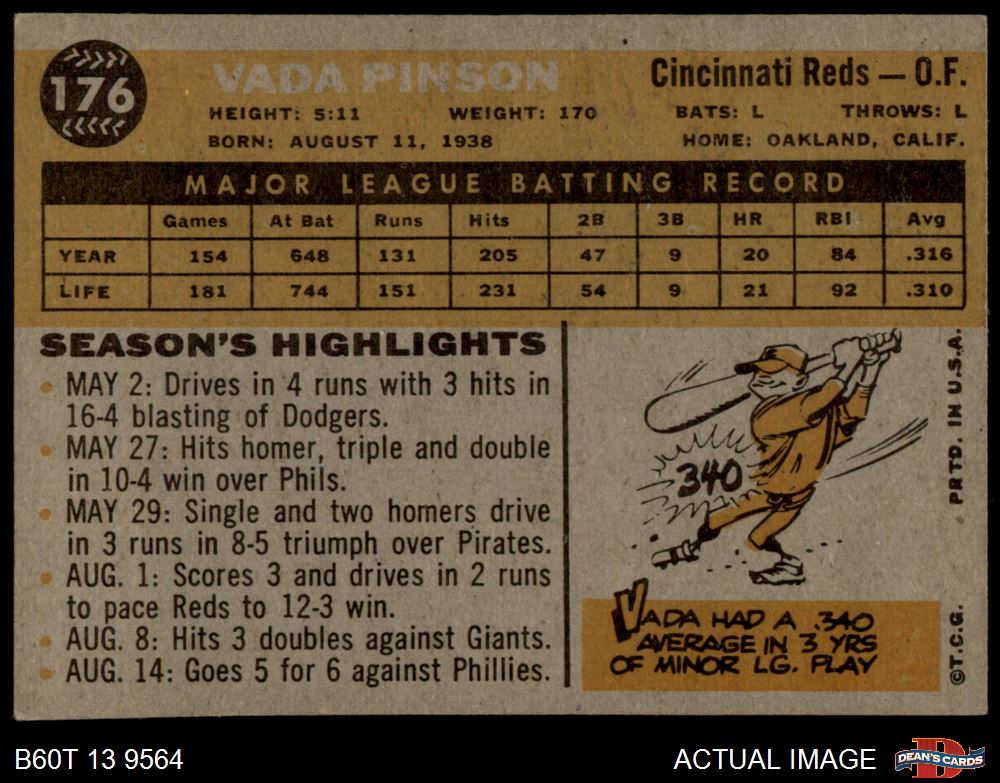 176
VADA PINSON
Cincinnati Reds — O.F.
HEIGHT: 5:11 WEIGHT: 170 BATS: L THROWS: L
BORN: AUGUST 11, 1938 HOME: OAKLAND, CALIF.
MAJOR LEAGUE BATTING RECORD
Games At Bat Runs Hits 2B 3B HR RBI Avg
YEAR 154 648 131 205 47 9 20 84 .316
LIFE 181 744 151 231 54 9 21 92 .310
SEASON'S HIGHLIGHTS
• MAY 2: Drives in 4 runs with 3 hits in
16-4 blasting of Dodgers.
• MAY 27: Hits homer, triple and double
in 10-4 win over Phils.
• MAY 29: Single and two homers drive
in 3 runs in 8-5 triumph over Pirates.
• AUG. 1: Scores 3 and drives in 2 runs
to pace Reds to 12-3 win.
• AUG. 8: Hits 3 doubles against Giants.
• AUG. 14: Goes 5 for 6 against Phillies.
340
VADA HAD A .340
AVERAGE IN 3 YRS
OF MINOR LG. PLAY
PRTD. IN U.S.A.
©T.C.G.
B60T 13 9564
ACTUAL IMAGE
DEAN'S CARDS